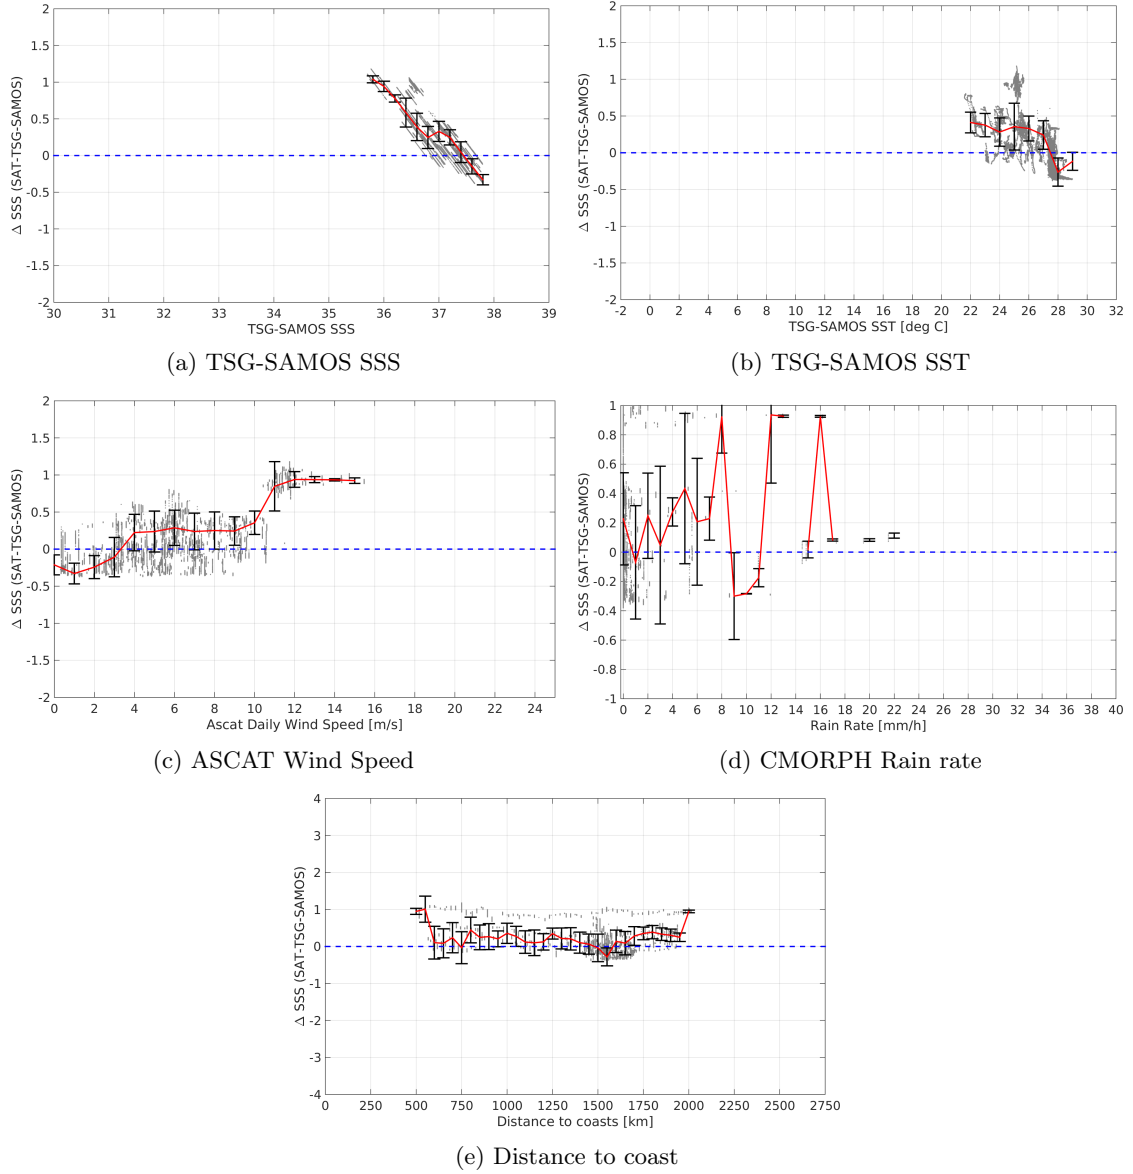 2
1.5
1
0.5
0
-0.5
-1
-1.5
-2
Δ SSS (SAT-TSG-SAMOS)
30 31 32 33 34 35 36 37 38 39
TSG-SAMOS SSS
(a) TSG-SAMOS SSS
2
1.5
1
0.5
0
-0.5
-1
-1.5
-2
Δ SSS (SAT-TSG-SAMOS)
-2 0 2 4 6 8 10 12 14 16 18 20 22 24 26 28 30 32
TSG-SAMOS SST [deg C]
(b) TSG-SAMOS SST
2
1.5
1
0.5
0
-0.5
-1
-1.5
-2
Δ SSS (SAT-TSG-SAMOS)
0 2 4 6 8 10 12 14 16 18 20 22 24
Ascat Daily Wind Speed [m/s]
(c) ASCAT Wind Speed
1
0.8
0.6
0.4
0.2
0
-0.2
-0.4
-0.6
-0.8
-1
Δ SSS (SAT-TSG-SAMOS)
0 2 4 6 8 10 12 14 16 18 20 22 24 26 28 30 32 34 36 38 40
Rain Rate [mm/h]
(d) CMORPH Rain rate
4
3
2
1
0
-1
-2
-3
-4
Δ SSS (SAT-TSG-SAMOS)
0 250 500 750 1000 1250 1500 1750 2000 2250 2500 2750
Distance to coasts [km]
(e) Distance to coast